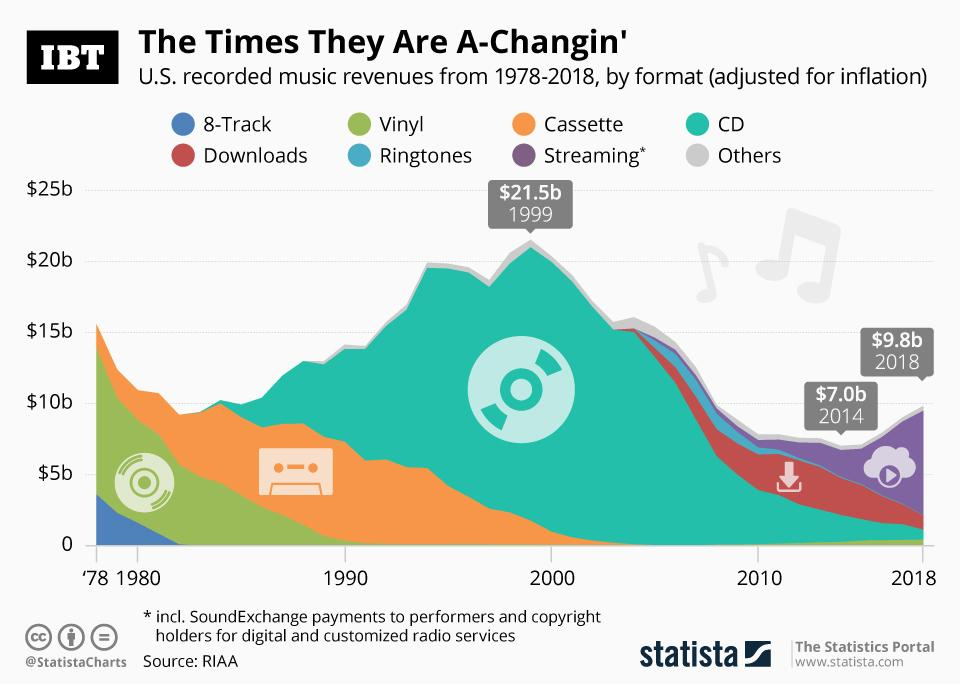 IBT
The Times They Are A-Changin'
U.S. recorded music revenues from 1978-2018, by format (adjusted for inflation)
8-Track Vinyl Cassette CD
Downloads Ringtones Streaming* Others
$25b
$21.5b
1999
$20b
$15b
$9.8b
2018
$10b
$7.0b
2014
$5b
0
‘78 1980 1990 2000 2010 2018
* incl. SoundExchange payments to performers and copyright
holders for digital and customized radio services
cc
@StatistaCharts
Source: RIAA
statista
The Statistics Portal
www.statista.com